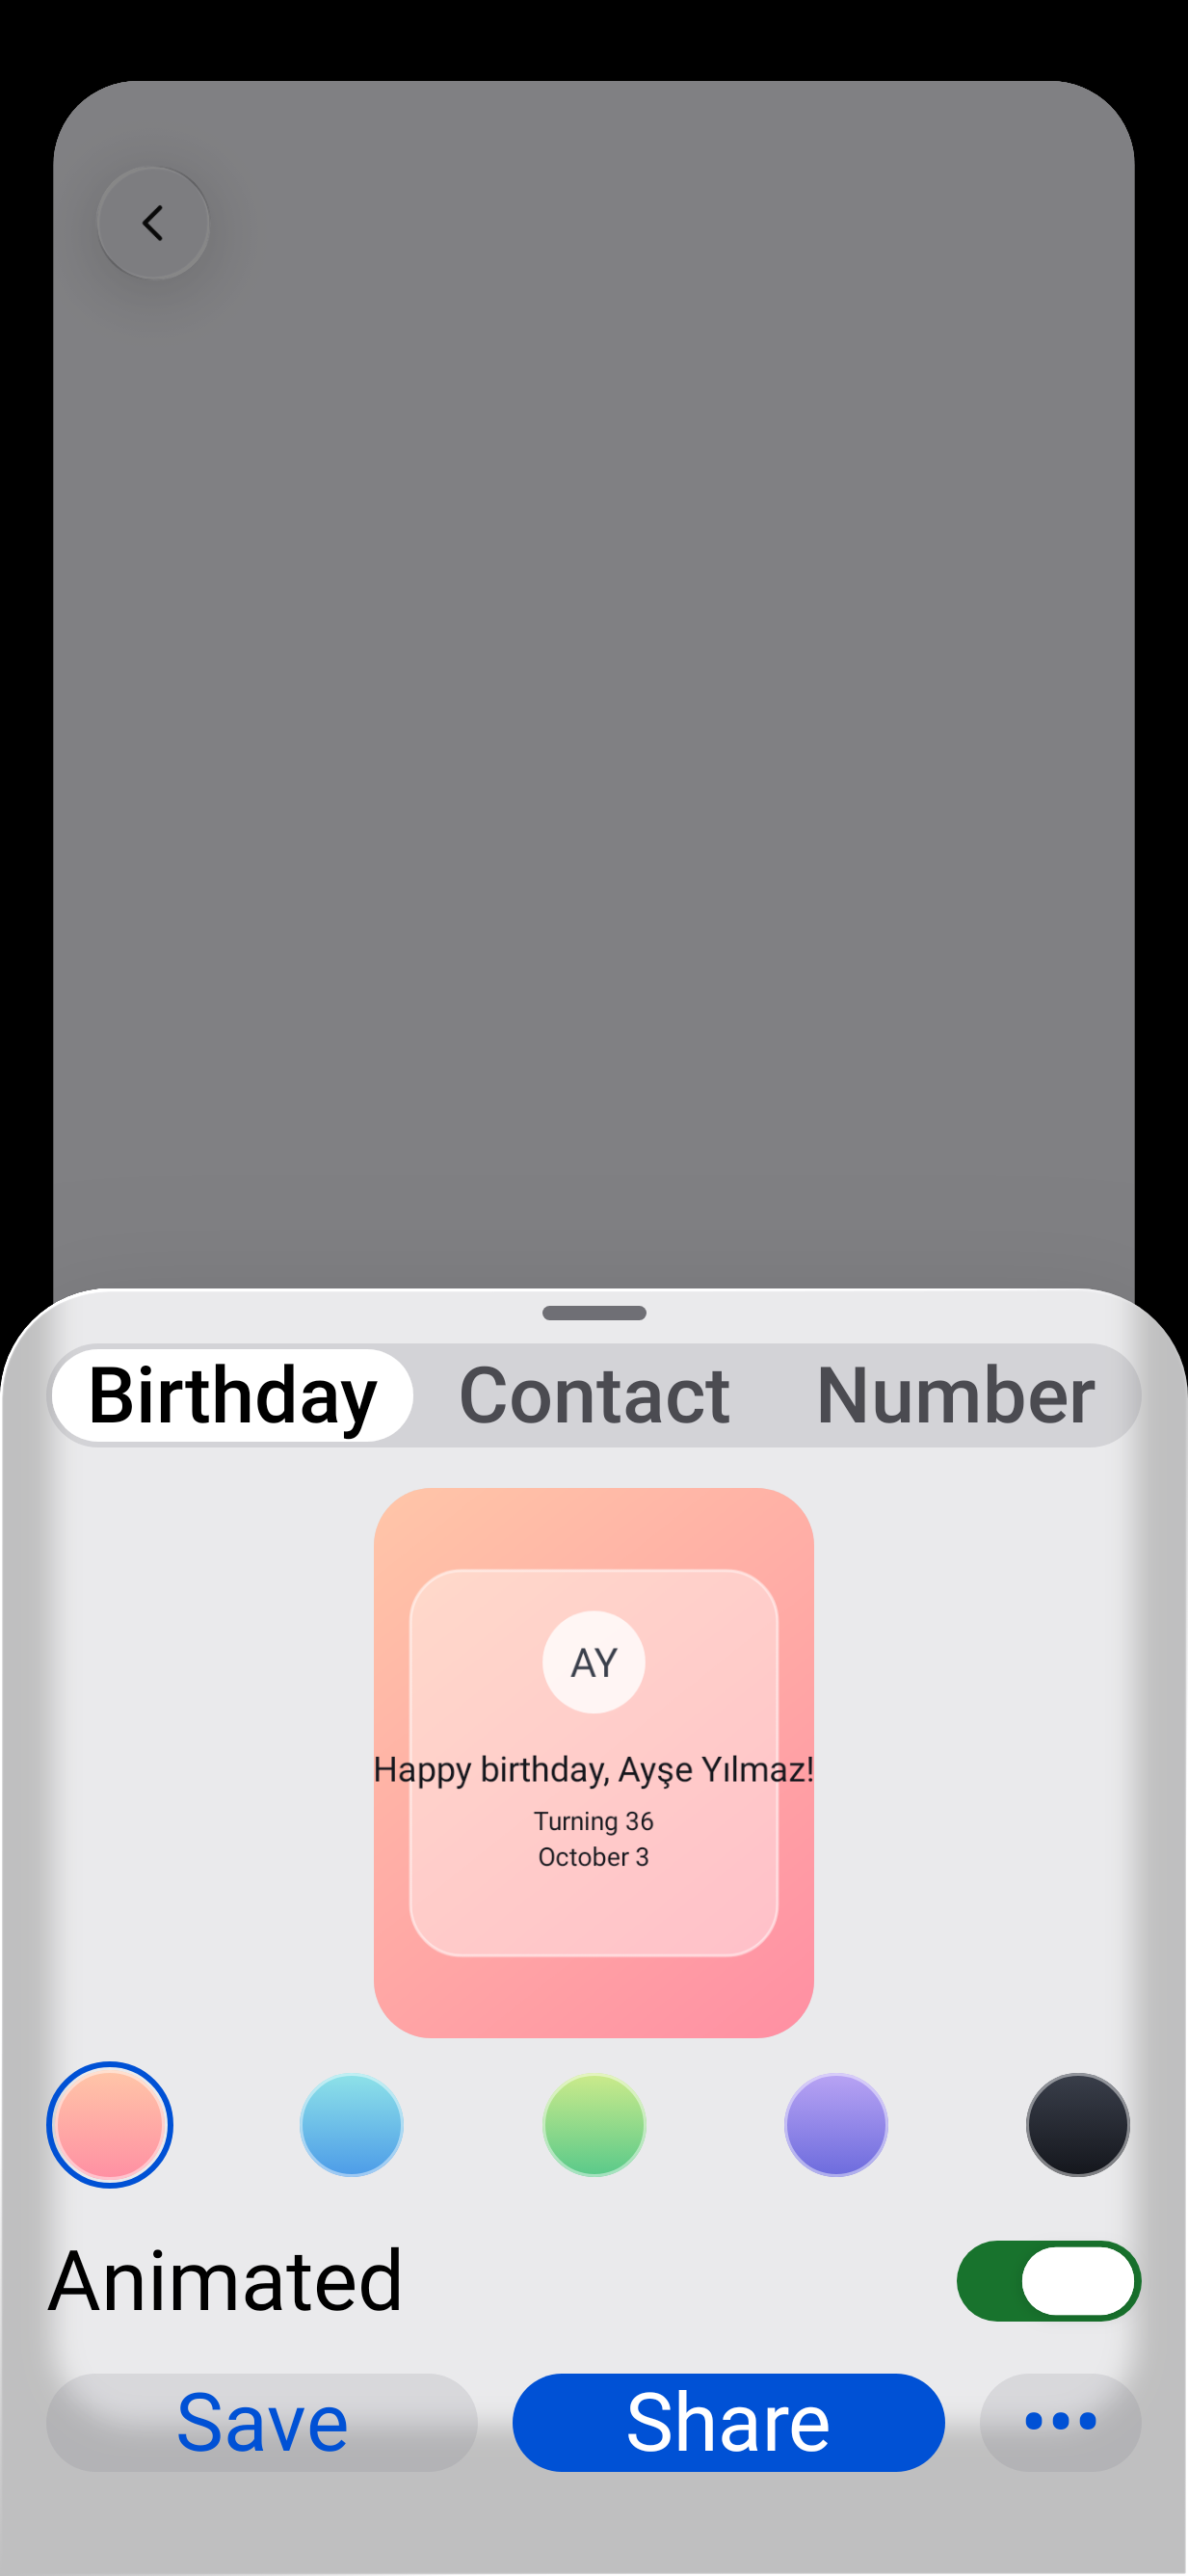 Birthday Contact Number
AY
Happy birthday, Ayşe Yılmaz!
Turning 36
October 3
Animated
Save Share